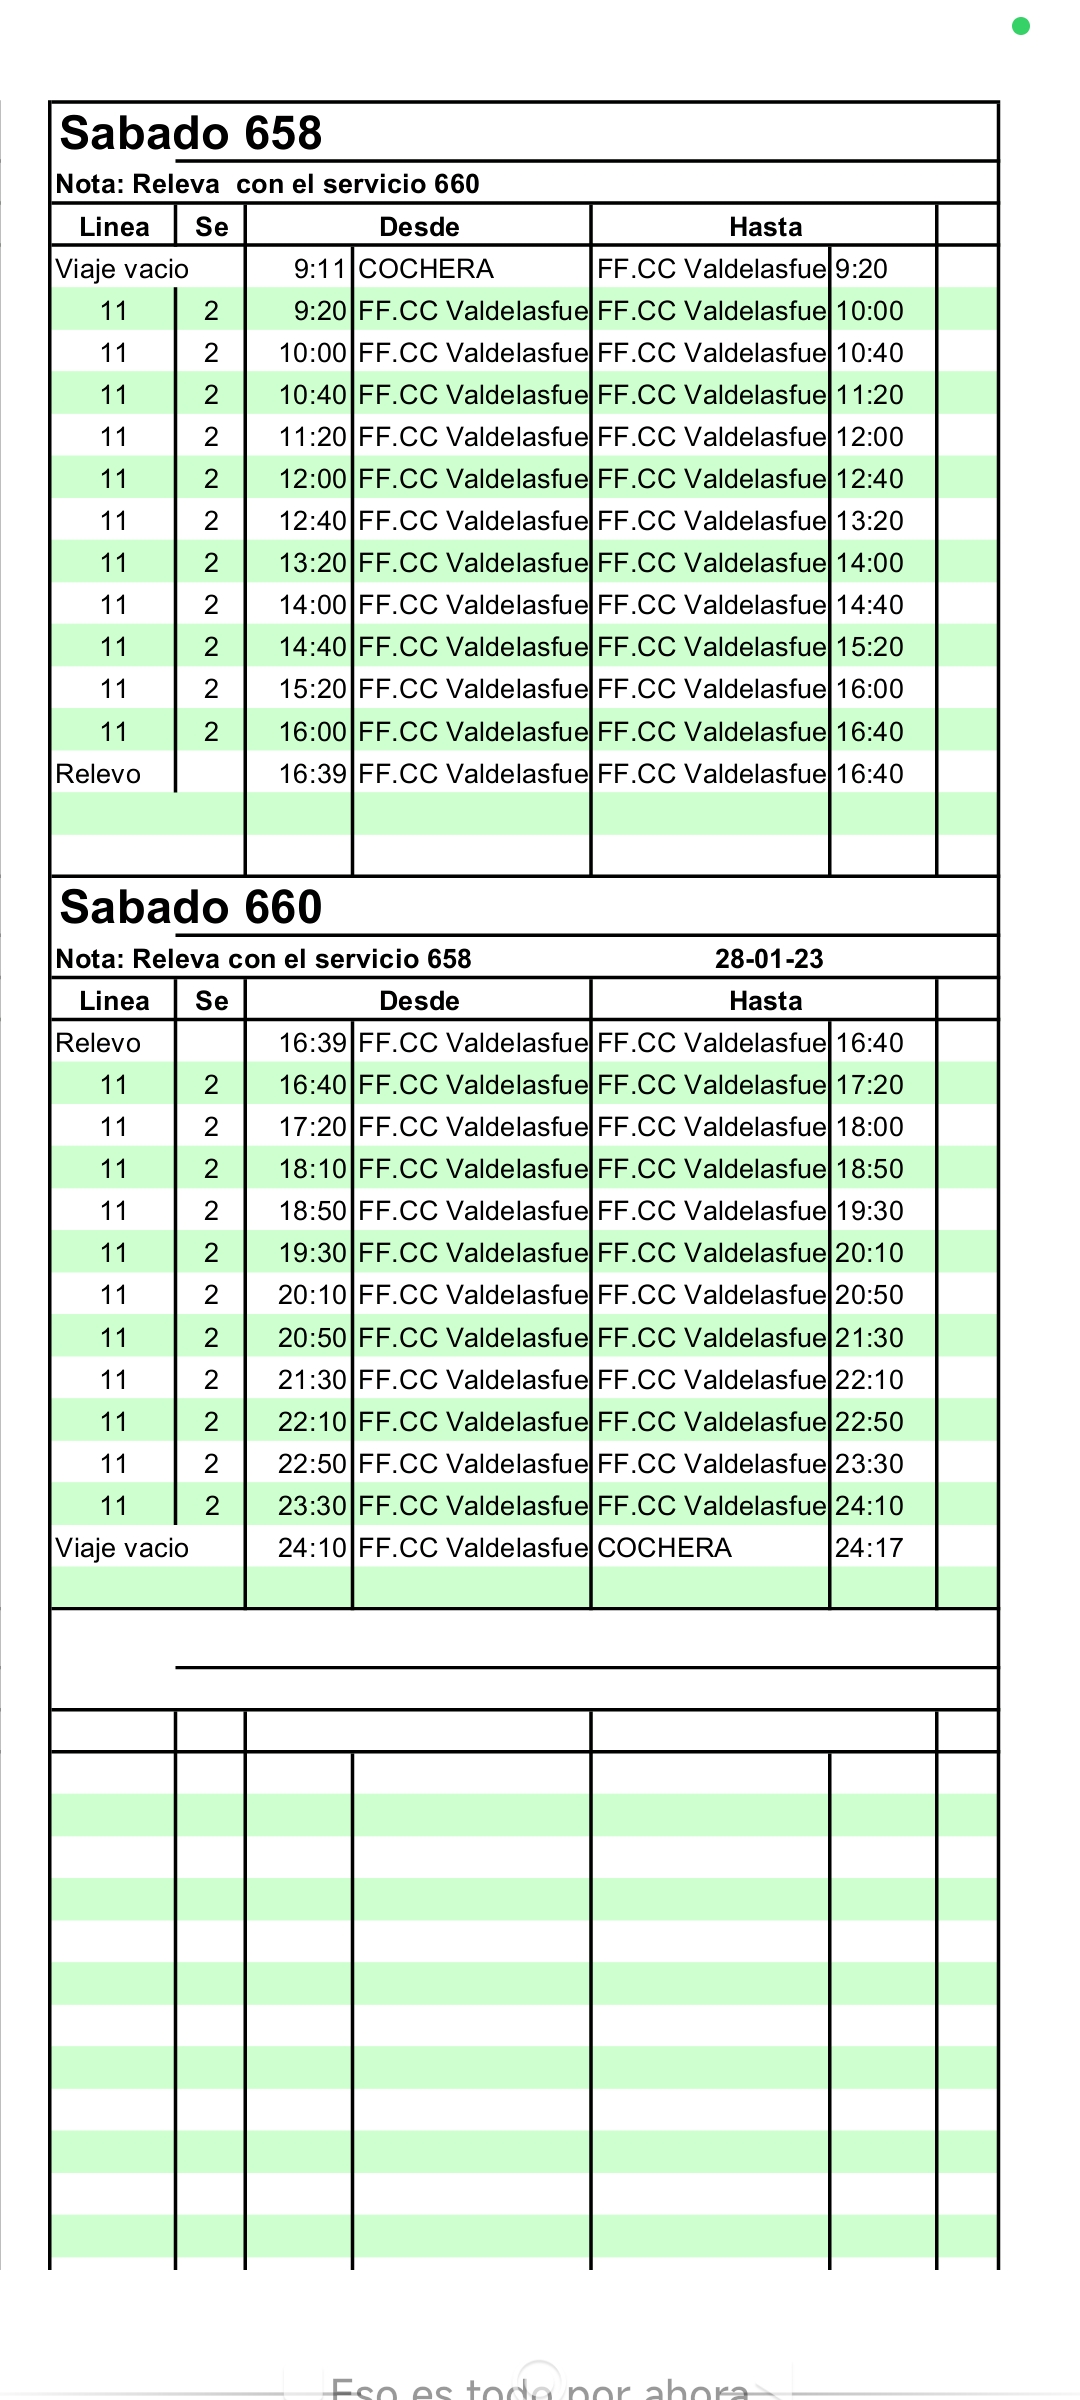 Sabado 658
Nota: Releva  con el servicio 660
Linea Se Desde Hasta
Viaje vacio 9:11 COCHERA FF.CC Valdelasfue 9:20
11 2 9:20 FF.CC Valdelasfue FF.CC Valdelasfue 10:00
11 2 10:00 FF.CC Valdelasfue FF.CC Valdelasfue 10:40
11 2 10:40 FF.CC Valdelasfue FF.CC Valdelasfue 11:20
11 2 11:20 FF.CC Valdelasfue FF.CC Valdelasfue 12:00
11 2 12:00 FF.CC Valdelasfue FF.CC Valdelasfue 12:40
11 2 12:40 FF.CC Valdelasfue FF.CC Valdelasfue 13:20
11 2 13:20 FF.CC Valdelasfue FF.CC Valdelasfue 14:00
11 2 14:00 FF.CC Valdelasfue FF.CC Valdelasfue 14:40
11 2 14:40 FF.CC Valdelasfue FF.CC Valdelasfue 15:20
11 2 15:20 FF.CC Valdelasfue FF.CC Valdelasfue 16:00
11 2 16:00 FF.CC Valdelasfue FF.CC Valdelasfue 16:40
Relevo 16:39 FF.CC Valdelasfue FF.CC Valdelasfue 16:40
Sabado 660
Nota: Releva con el servicio 658 28-01-23
Linea Se Desde Hasta
Relevo 16:39 FF.CC Valdelasfue FF.CC Valdelasfue 16:40
11 2 16:40 FF.CC Valdelasfue FF.CC Valdelasfue 17:20
11 2 17:20 FF.CC Valdelasfue FF.CC Valdelasfue 18:00
11 2 18:10 FF.CC Valdelasfue FF.CC Valdelasfue 18:50
11 2 18:50 FF.CC Valdelasfue FF.CC Valdelasfue 19:30
11 2 19:30 FF.CC Valdelasfue FF.CC Valdelasfue 20:10
11 2 20:10 FF.CC Valdelasfue FF.CC Valdelasfue 20:50
11 2 20:50 FF.CC Valdelasfue FF.CC Valdelasfue 21:30
11 2 21:30 FF.CC Valdelasfue FF.CC Valdelasfue 22:10
11 2 22:10 FF.CC Valdelasfue FF.CC Valdelasfue 22:50
11 2 22:50 FF.CC Valdelasfue FF.CC Valdelasfue 23:30
11 2 23:30 FF.CC Valdelasfue FF.CC Valdelasfue 24:10
Viaje vacio 24:10 FF.CC Valdelasfue COCHERA 24:17
Eso es todo por ahora